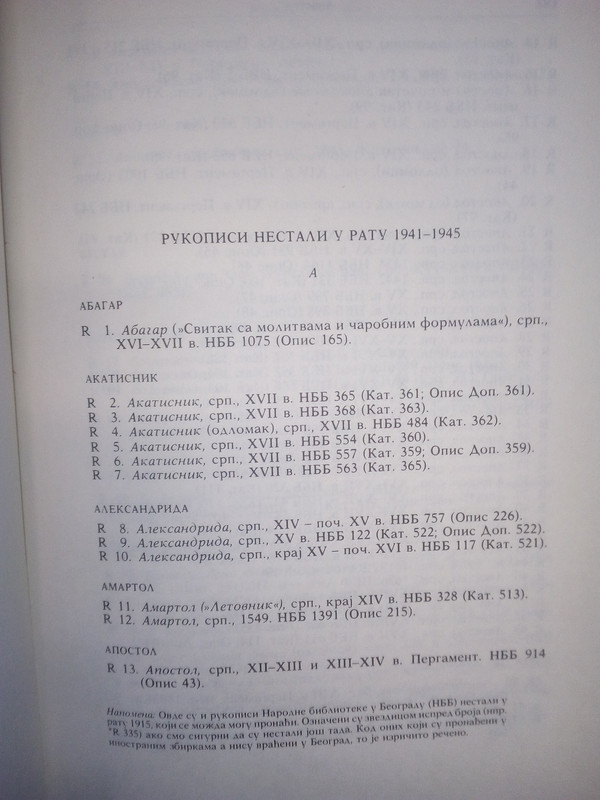 РУКОПИСИ НЕСТАЛИ У РАТУ 1941–1945
А
АБАГАР
R 1. Абагар (»Свитак са молитвама и чаробним формулама«), срп.,
XVI–XVII в. НББ 1075 (Опис 165).
АКАТИСНИК
R 2. Акатисник, срп., XVII в. НББ 365 (Кат. 361; Опис Доп. 361).
R 3. Акатисник, срп., XVII в. НББ 368 (Кат. 363).
R 4. Акатисник (одломак), срп., XVII в. НББ 484 (Кат. 362).
R 5. Акатисник, срп., XVII в. НББ 554 (Кат. 360).
R 6. Акатисник, срп., XVII в. НББ 557 (Кат. 359; Опис Доп. 359).
R 7. Акатисник, срп., XVII в. НББ 563 (Кат. 365).
АЛЕКСАНДРИДА
R 8. Александрида, срп., XIV – поч. XV в. НББ 757 (Опис 226).
R 9. Александрида, срп., XV в. НББ 122 (Кат. 522; Опис Доп. 522).
R 10. Александрида, срп., крај XV – поч. XVI в. НББ 117 (Кат. 521).
АМАРТОЛ
R 11. Амартол (»Летовник«), срп., крај XIV в. НББ 328 (Кат. 513).
R 12. Амартол, срп., 1549. НББ 1391 (Опис 215).
АПОСТОЛ
R 13. Апостол, срп., XII–XIII и XIII–XIV в. Пергамент. НББ 914
(Опис 43).
Напомена: Овде су и рукописи Народне библиотеке у Београду (НББ) нестали у
рату 1915, који се можда могу пронаћи. Означени су звездицом испред броја (нпр.
*R 335) ако смо сигурни да су нестали још тада. Код оних који су пронађени у
иностраним збиркама а нису враћени у Београд, то је изричито речено.